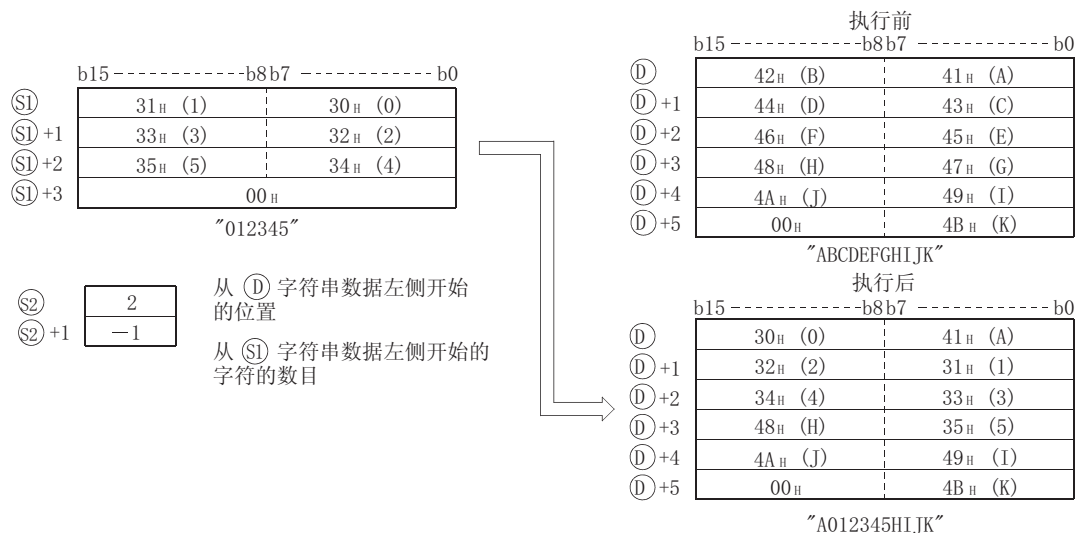 b15 b8 b7 b0
S1 31H (1) 30H (0)
S1 +1 33H (3) 32H (2)
S1 +2 35H (5) 34H (4)
S1 +3 00H
"012345"
S2 2
S2 +1 −1
从 D 字符串数据左侧开始
的位置
从 S1 字符串数据左侧开始的
字符的数目
执行前
b15 b8 b7 b0
D 42H (B) 41H (A)
D +1 44H (D) 43H (C)
D +2 46H (F) 45H (E)
D +3 48H (H) 47H (G)
D +4 4AH (J) 49H (I)
D +5 00H 4BH (K)
"ABCDEFGHIJK"
执行后
b15 b8 b7 b0
D 30H (0) 41H (A)
D +1 32H (2) 31H (1)
D +2 34H (4) 33H (3)
D +3 48H (H) 35H (5)
D +4 4AH (J) 49H (I)
D +5 00H 4BH (K)
"A012345HIJK"